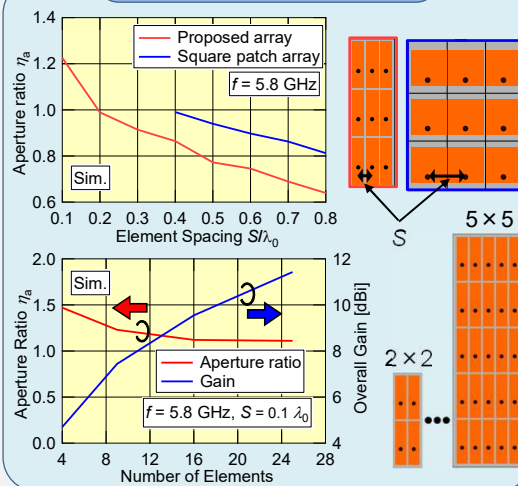 1.4
1.2
1.0
0.8
0.6
Aperture ratio ηa
Proposed array
Square patch array
f = 5.8 GHz
Sim.
0.1 0.2 0.3 0.4 0.5 0.6 0.7 0.8
Element Spacing S/λ0
S
5×5
2×2
2.0
1.5
1.0
0.5
0.0
Aperture Ratio ηa
Sim.
12
10
8
6
4
Overall Gain [dBi]
Aperture ratio
Gain
f = 5.8 GHz, S = 0.1 λ0
4 8 12 16 20 24 28
Number of Elements